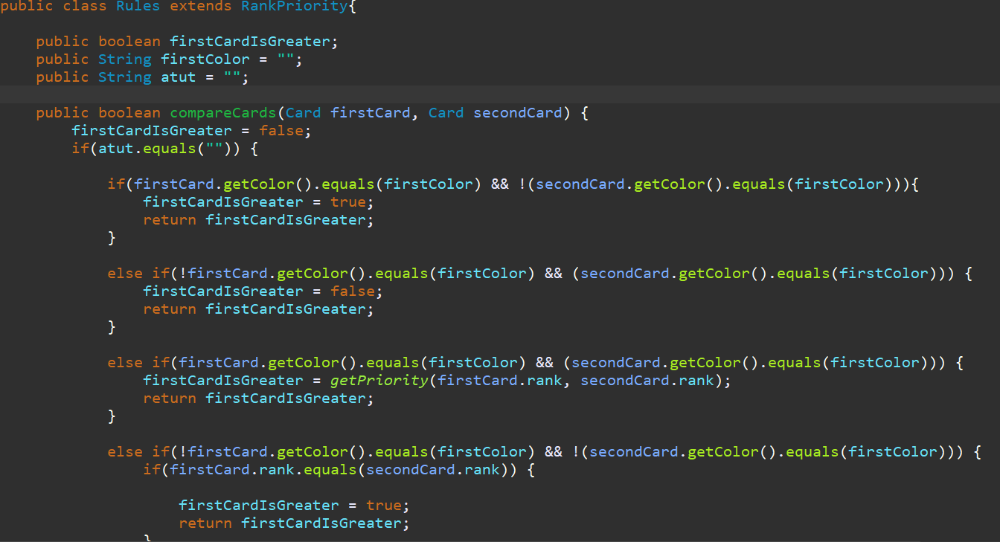 public class Rules extends RankPriority{
public boolean firstCardIsGreater;
public String firstColor = "";
public String atut = "";
public boolean compareCards(Card firstCard, Card secondCard) {
firstCardIsGreater = false;
if(atut.equals("")) {
if(firstCard.getColor().equals(firstColor) && !(secondCard.getColor().equals(firstColor))){
firstCardIsGreater = true;
return firstCardIsGreater;
}
else if(!firstCard.getColor().equals(firstColor) && (secondCard.getColor().equals(firstColor))) {
firstCardIsGreater = false;
return firstCardIsGreater;
}
else if(firstCard.getColor().equals(firstColor) && (secondCard.getColor().equals(firstColor))) {
firstCardIsGreater = getPriority(firstCard.rank, secondCard.rank);
return firstCardIsGreater;
}
else if(!firstCard.getColor().equals(firstColor) && !(secondCard.getColor().equals(firstColor))) {
if(firstCard.rank.equals(secondCard.rank)) {
firstCardIsGreater = true;
return firstCardIsGreater;
}